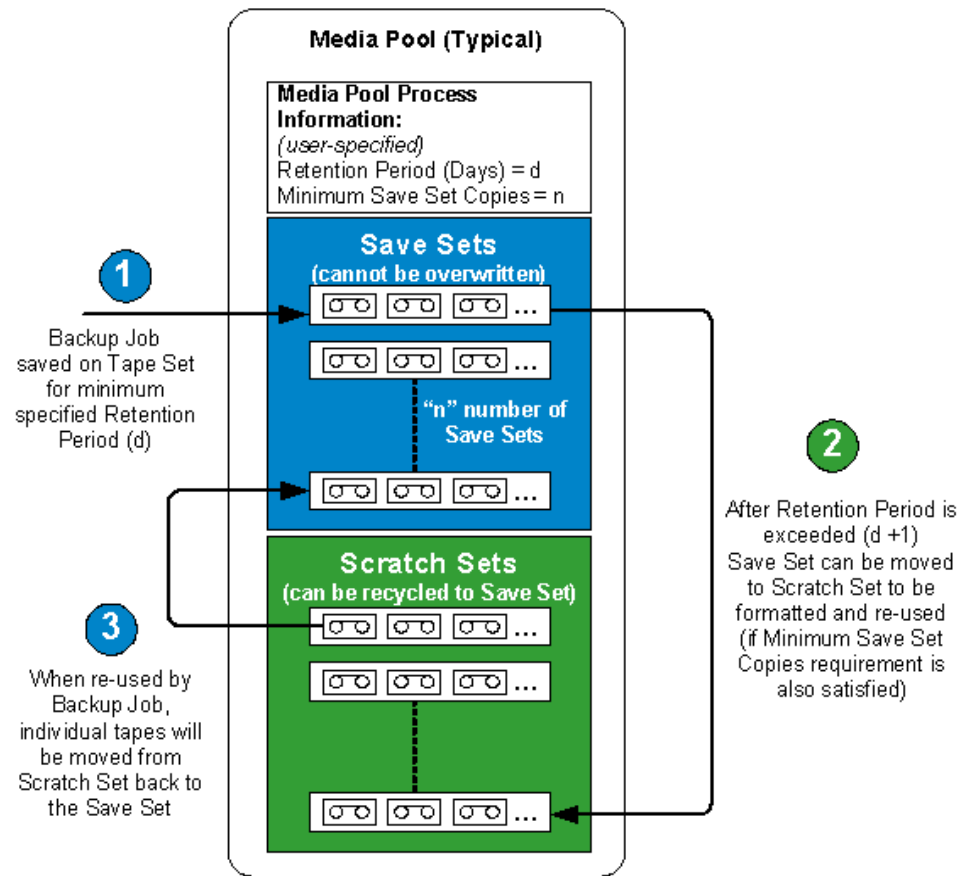 Media Pool (Typical)
Media Pool Process
Information:
(user-specified)
Retention Period (Days) = d
Minimum Save Set Copies = n
Save Sets
(cannot be overwritten)
...
...
"n" number of
Save Sets
...
1
Backup Job
saved on Tape Set
for minimum
specified Retention
Period (d)
2
After Retention Period is
exceeded (d +1)
Save Set can be moved
to Scratch Set to be
formatted and re-used
(if Minimum Save Set
Copies requirement is
also satisfied)
Scratch Sets
(can be recycled to Save Set)
...
...
...
3
When re-used by
Backup Job,
individual tapes will
be moved from
Scratch Set back to
the Save Set